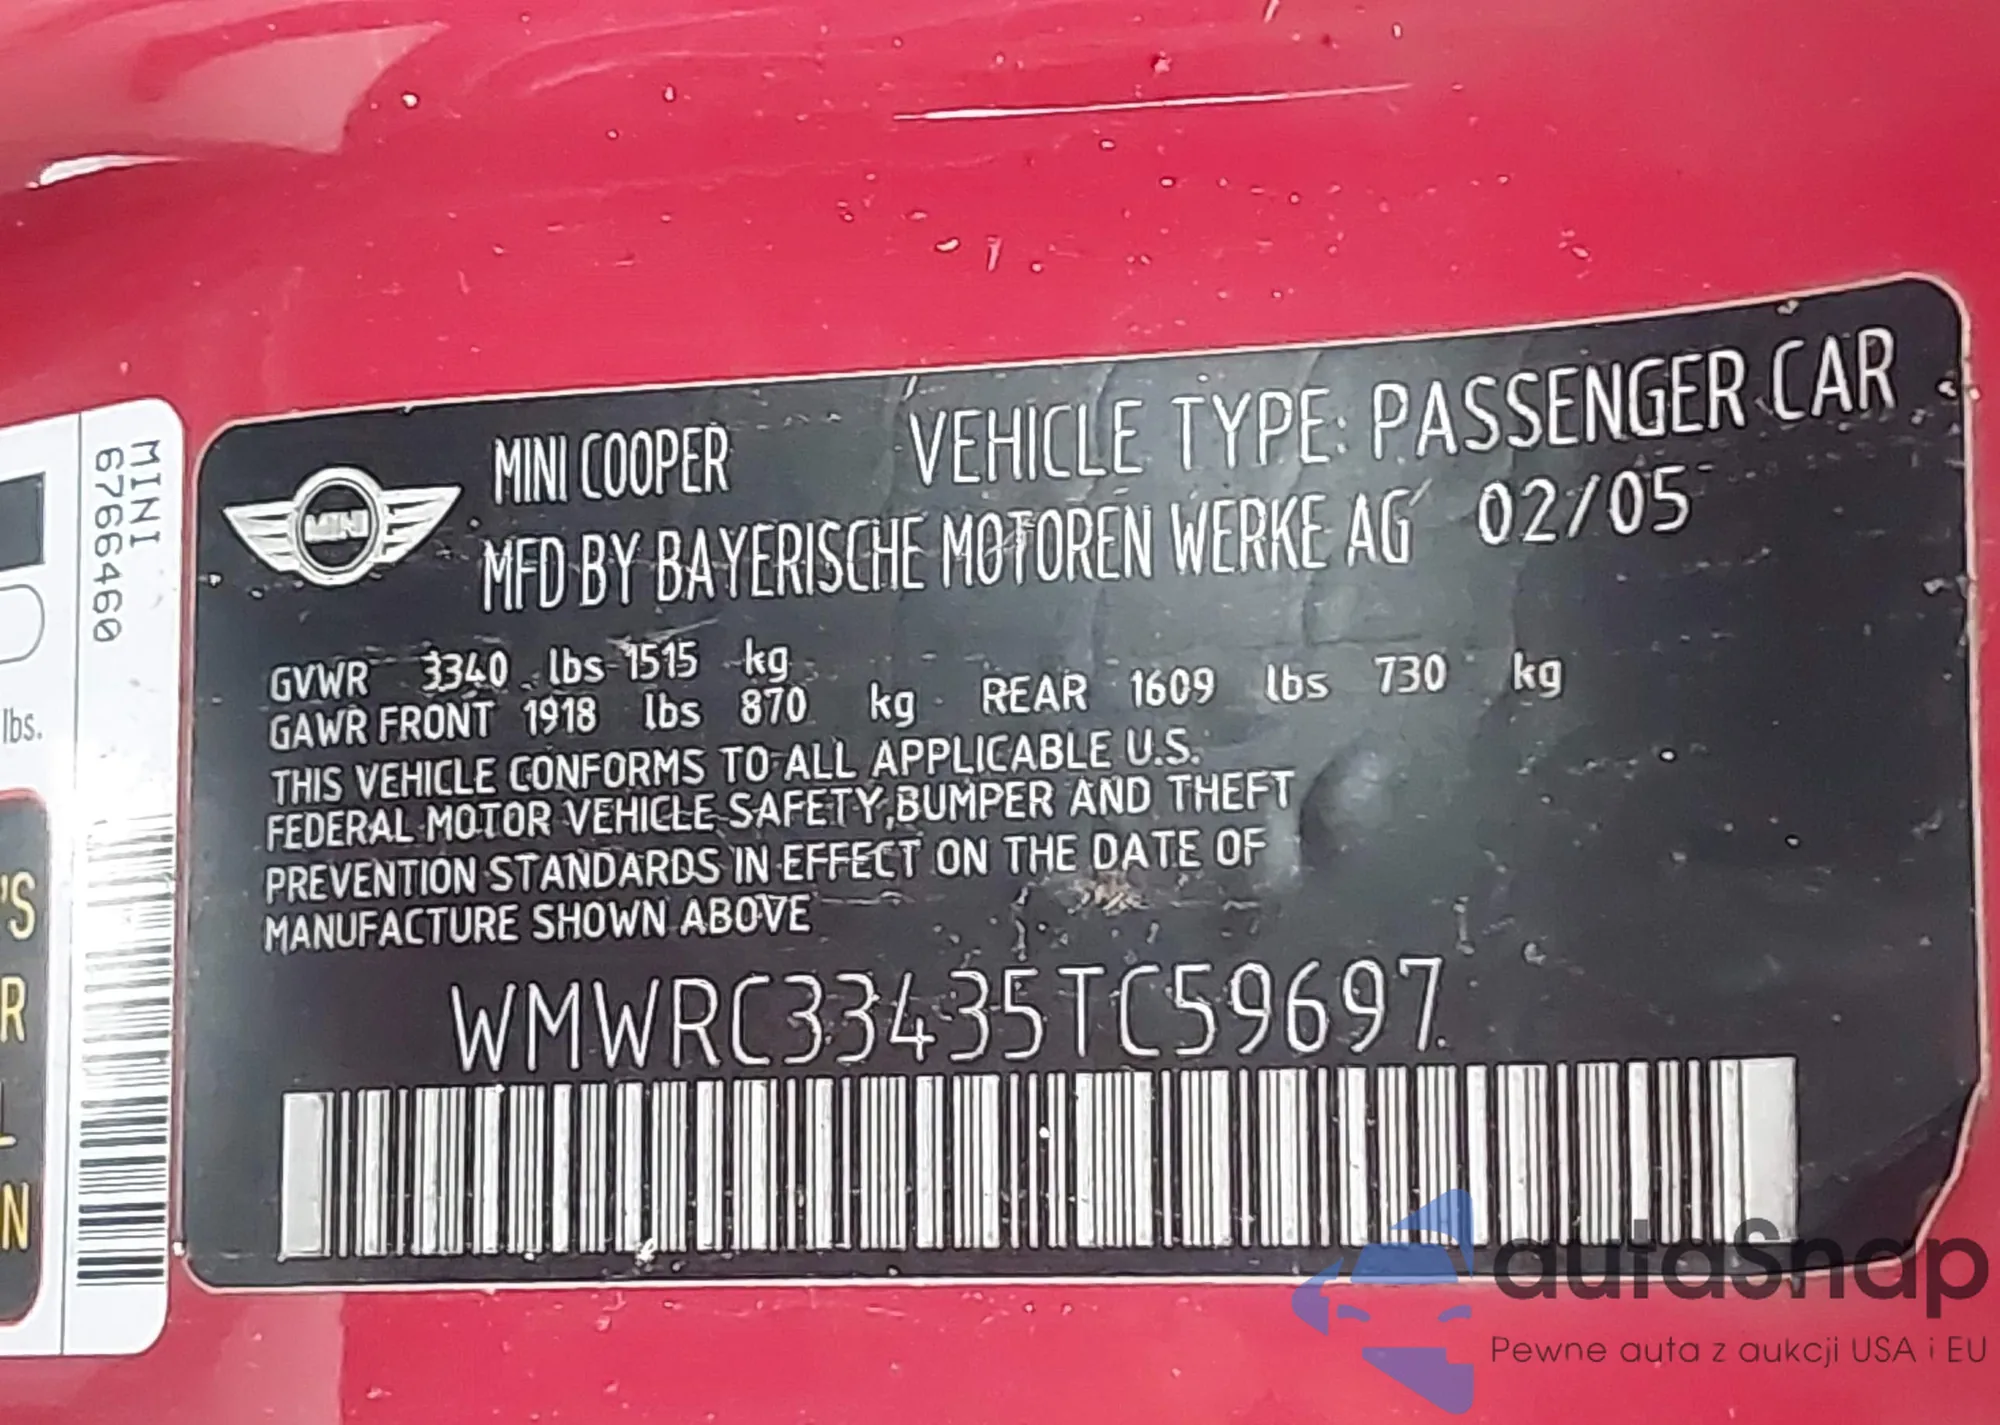 MINI COOPER VEHICLE TYPE: PASSENGER CAR
MINI
MFD BY BAYERISCHE MOTOREN WERKE AG 02/05
GVWR 3340 lbs 1515 kg
GAWR FRONT 1918 lbs 870 kg REAR 1609 lbs 730 kg
THIS VEHICLE CONFORMS TO ALL APPLICABLE U.S.
FEDERAL MOTOR VEHICLE SAFETY,BUMPER AND THEFT
PREVENTION STANDARDS IN EFFECT ON THE DATE OF
MANUFACTURE SHOWN ABOVE
WMWRC33435TC59697
MINI
6766460
lbs.
'S
R
L
N
autaSnap
Pewne auta z aukcji USA i EU